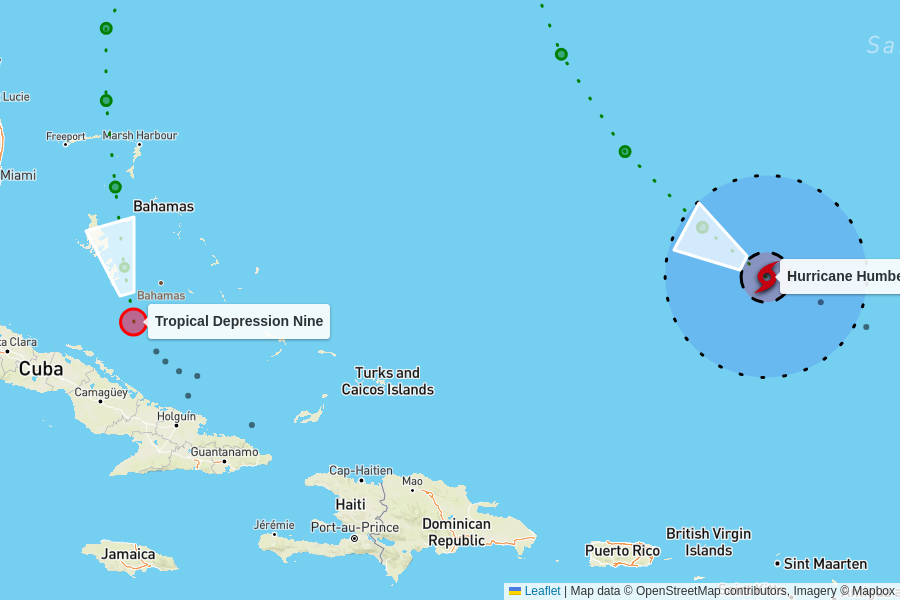 Sa
Lucie
Freeport
Marsh Harbour
Miami
Bahamas
Bahamas
Hurricane Humbe
Tropical Depression Nine
ta Clara
Cuba
Turks and
Caicos Islands
Camagüey
Holguín
Guantanamo
Cap-Haïtien
Mao
Haiti
Jérémie
Port-au-Prince
Dominican
Republic
British Virgin
Islands
Jamaica
Puerto Rico
Sint Maarten
Leaflet | Map data © OpenStreetMap contributors, Imagery © Mapbox